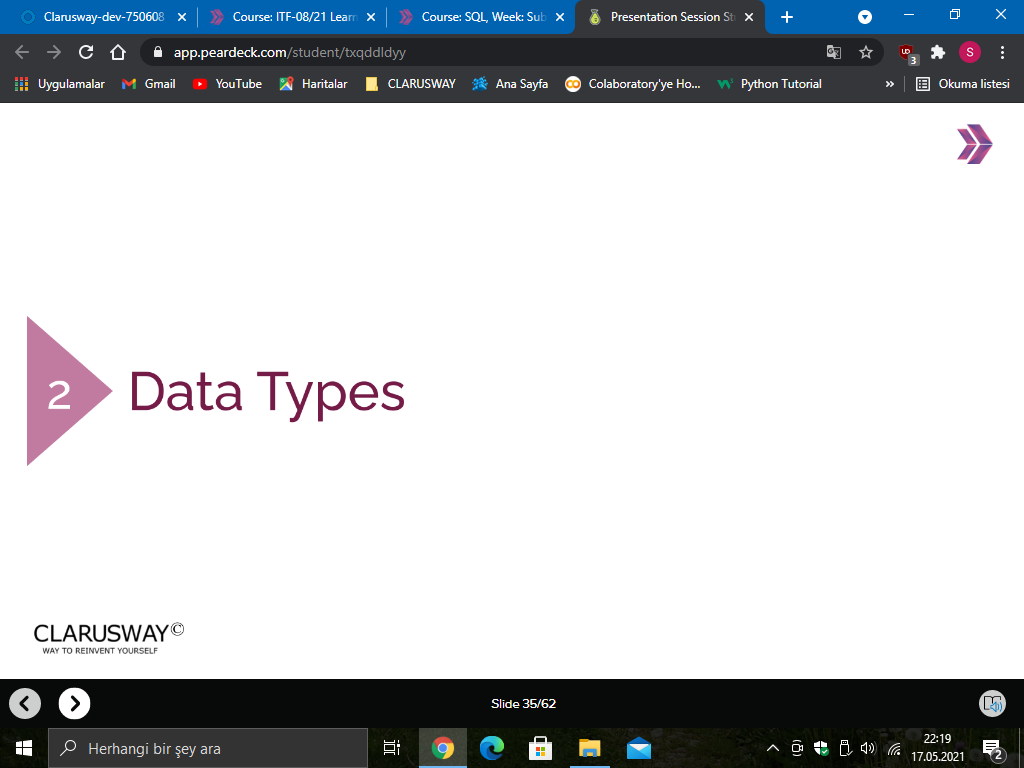 Clarusway-dev-750608
Course: ITF-08/21 Learn
Course: SQL, Week: Sub
Presentation Session St
app.peardeck.com/student/txqddldyy
3
S
Uygulamalar
Gmail
YouTube
Haritalar
CLARUSWAY
Ana Sayfa
Colaboratory'ye Ho...
Python Tutorial
»
Okuma listesi
2
Data Types
CLARUSWAY©
WAY TO REINVENT YOURSELF
Slide 35/62
Herhangi bir şey ara
22:19
17.05.2021
2